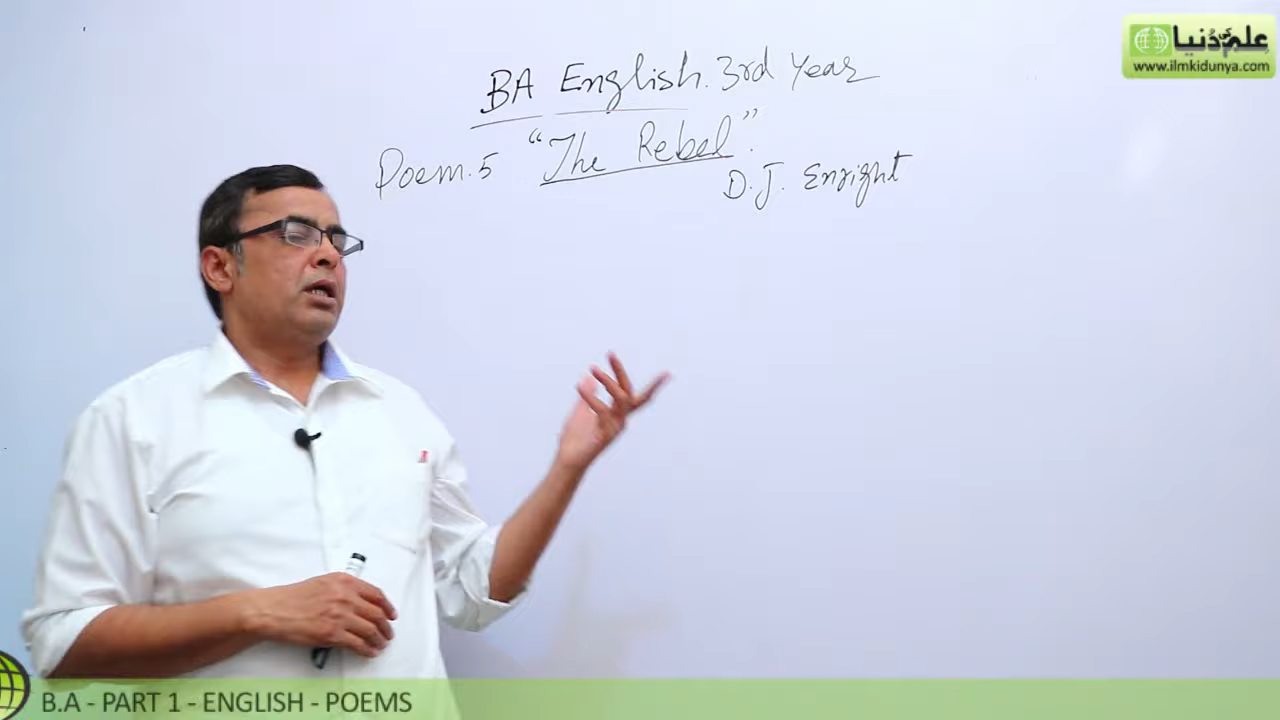 علم کی دنیا
www.ilmkidunya.com
BA English. 3rd Year
Poem. 5 "The Rebel".
D. J. Enright
B.A - PART 1 - ENGLISH - POEMS